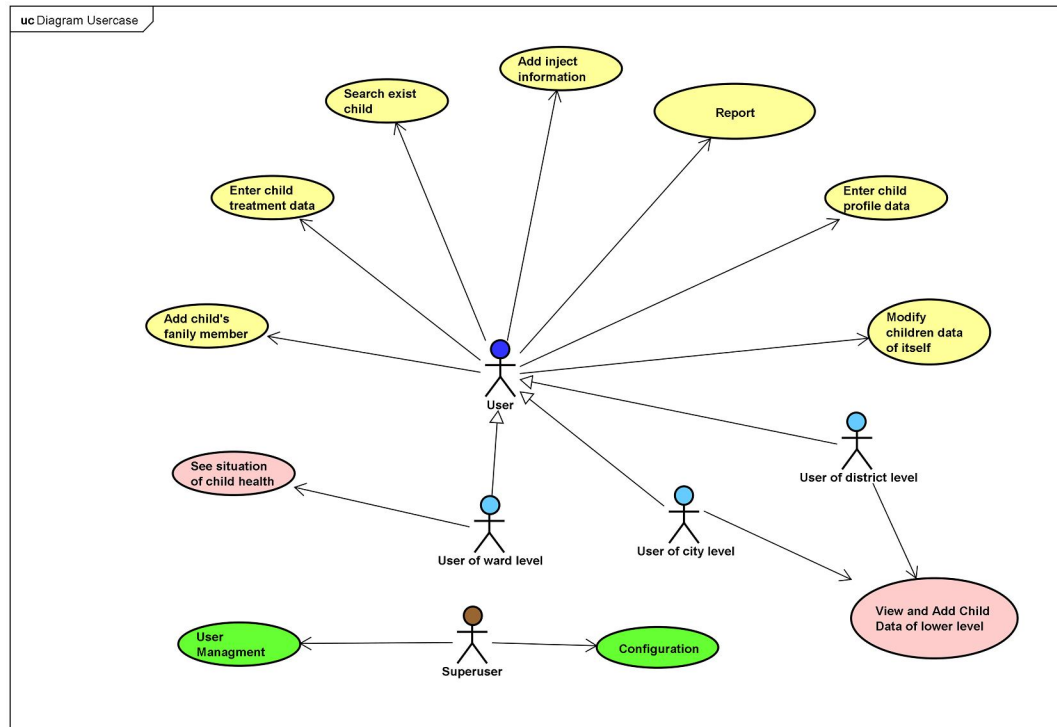 uc Diagram Usercase
Add inject
information
Search exist
child
Report
Enter child
treatment data
Enter child
profile data
Add child's
fanily member
Modify
children data
of itself
User
User of district level
See situation
of child health
User of ward level
User of city level
View and Add Child
Data of lower level
User
Managment
Superuser
Configuration